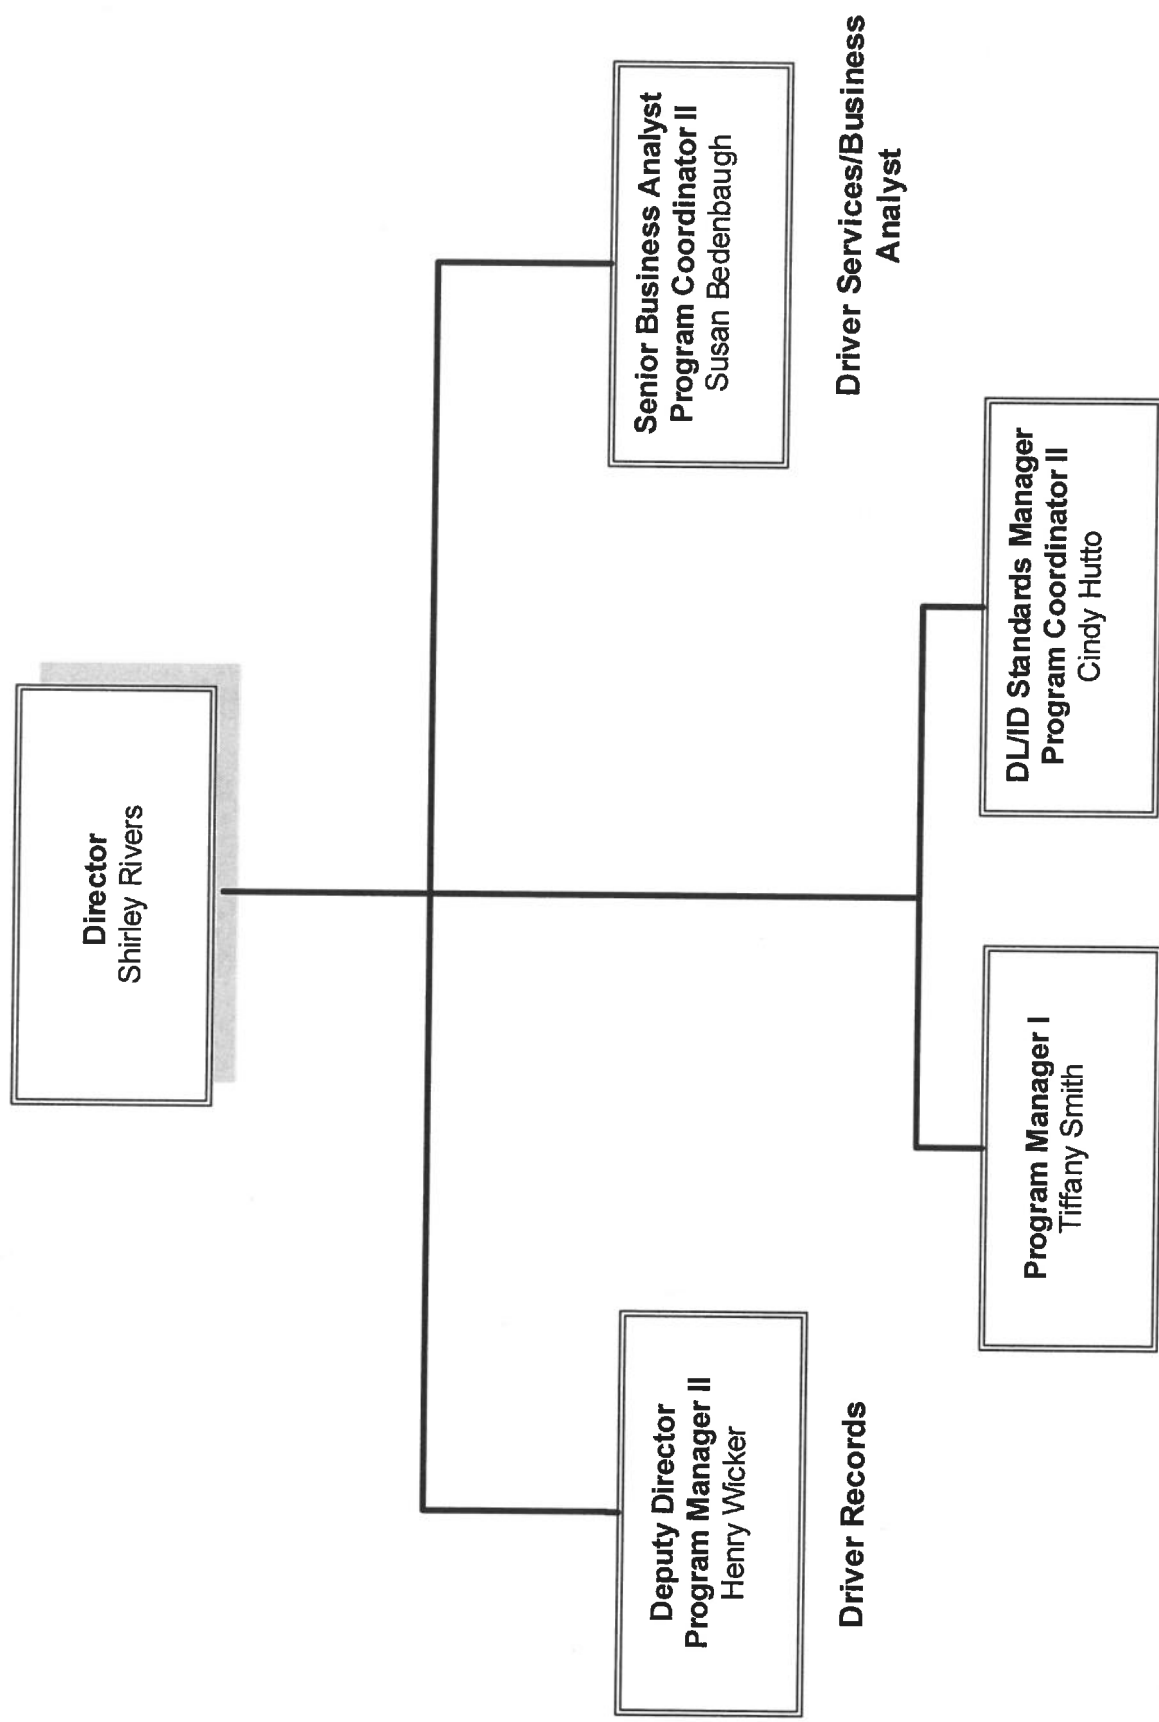 Director
Shirley Rivers
Deputy Director
Program Manager II
Henry Wicker
Driver Records
Senior Business Analyst
Program Coordinator II
Susan Bedenbaugh
Driver Services/Business
Analyst
Program Manager I
Tiffany Smith
DL/ID Standards Manager
Program Coordinator II
Cindy Hutto